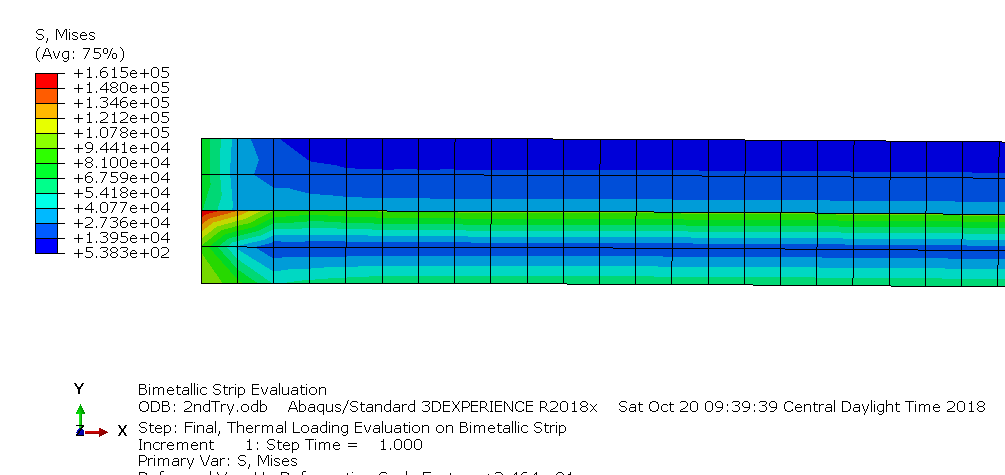 S, Mises
(Avg: 75%)
+1.615e+05
+1.480e+05
+1.346e+05
+1.212e+05
+1.078e+05
+9.441e+04
+8.100e+04
+6.759e+04
+5.418e+04
+4.077e+04
+2.736e+04
+1.395e+04
+5.383e+02
Y
Z X
Bimetallic Strip Evaluation
ODB: 2ndTry.odb Abaqus/Standard 3DEXPERIENCE R2018x Sat Oct 20 09:39:39 Central Daylight Time 2018
Step: Final, Thermal Loading Evaluation on Bimetallic Strip
Increment 1: Step Time = 1.000
Primary Var: S, Mises